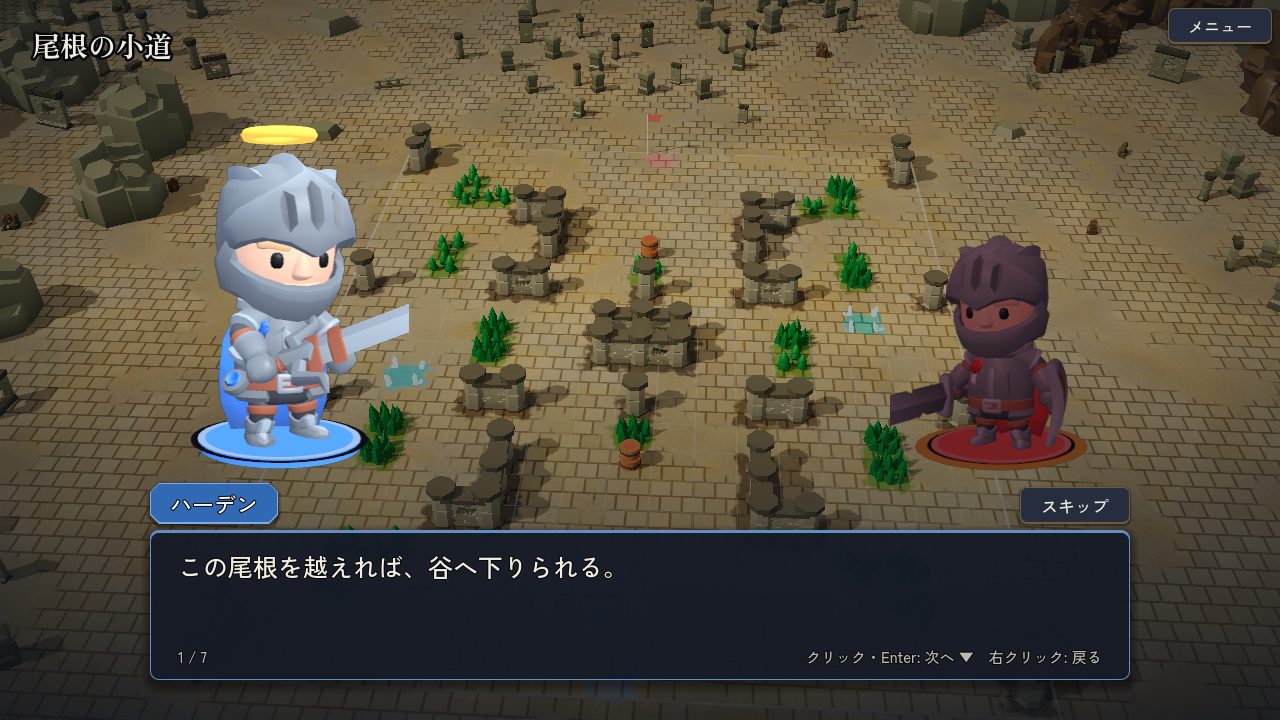 尾根の小道
メニュー
ハーデン
スキップ
この尾根を越えれば、谷へ下りられる。
1 / 7
クリック・Enter: 次へ ▼ 右クリック: 戻る